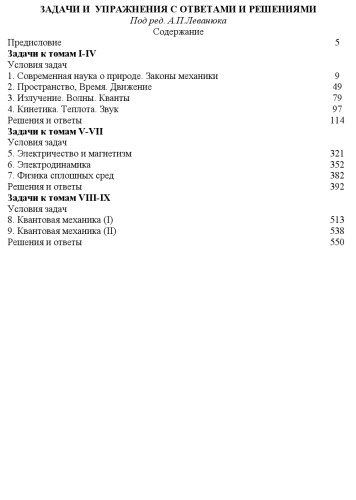 ЗАДАЧИ И УПРАЖНЕНИЯ С ОТВЕТАМИ И РЕШЕНИЯМИ
Под ред. А.П.Леванюка
Содержание
Предисловие 5
Задачи к томам I-IV
Условия задач
1. Современная наука о природе. Законы механики 9
2. Пространство, Время. Движение 49
3. Излучение. Волны. Кванты 79
4. Кинетика. Теплота. Звук 97
Решения и ответы 114
Задачи к томам V-VII
Условия задач
5. Электричество и магнетизм 321
6. Электродинамика 352
7. Физика сплошных сред 382
Решения и ответы 392
Задачи к томам VIII-IX
Условия задач
8. Квантовая механика (I) 513
9. Квантовая механика (II) 538
Решения и ответы 550